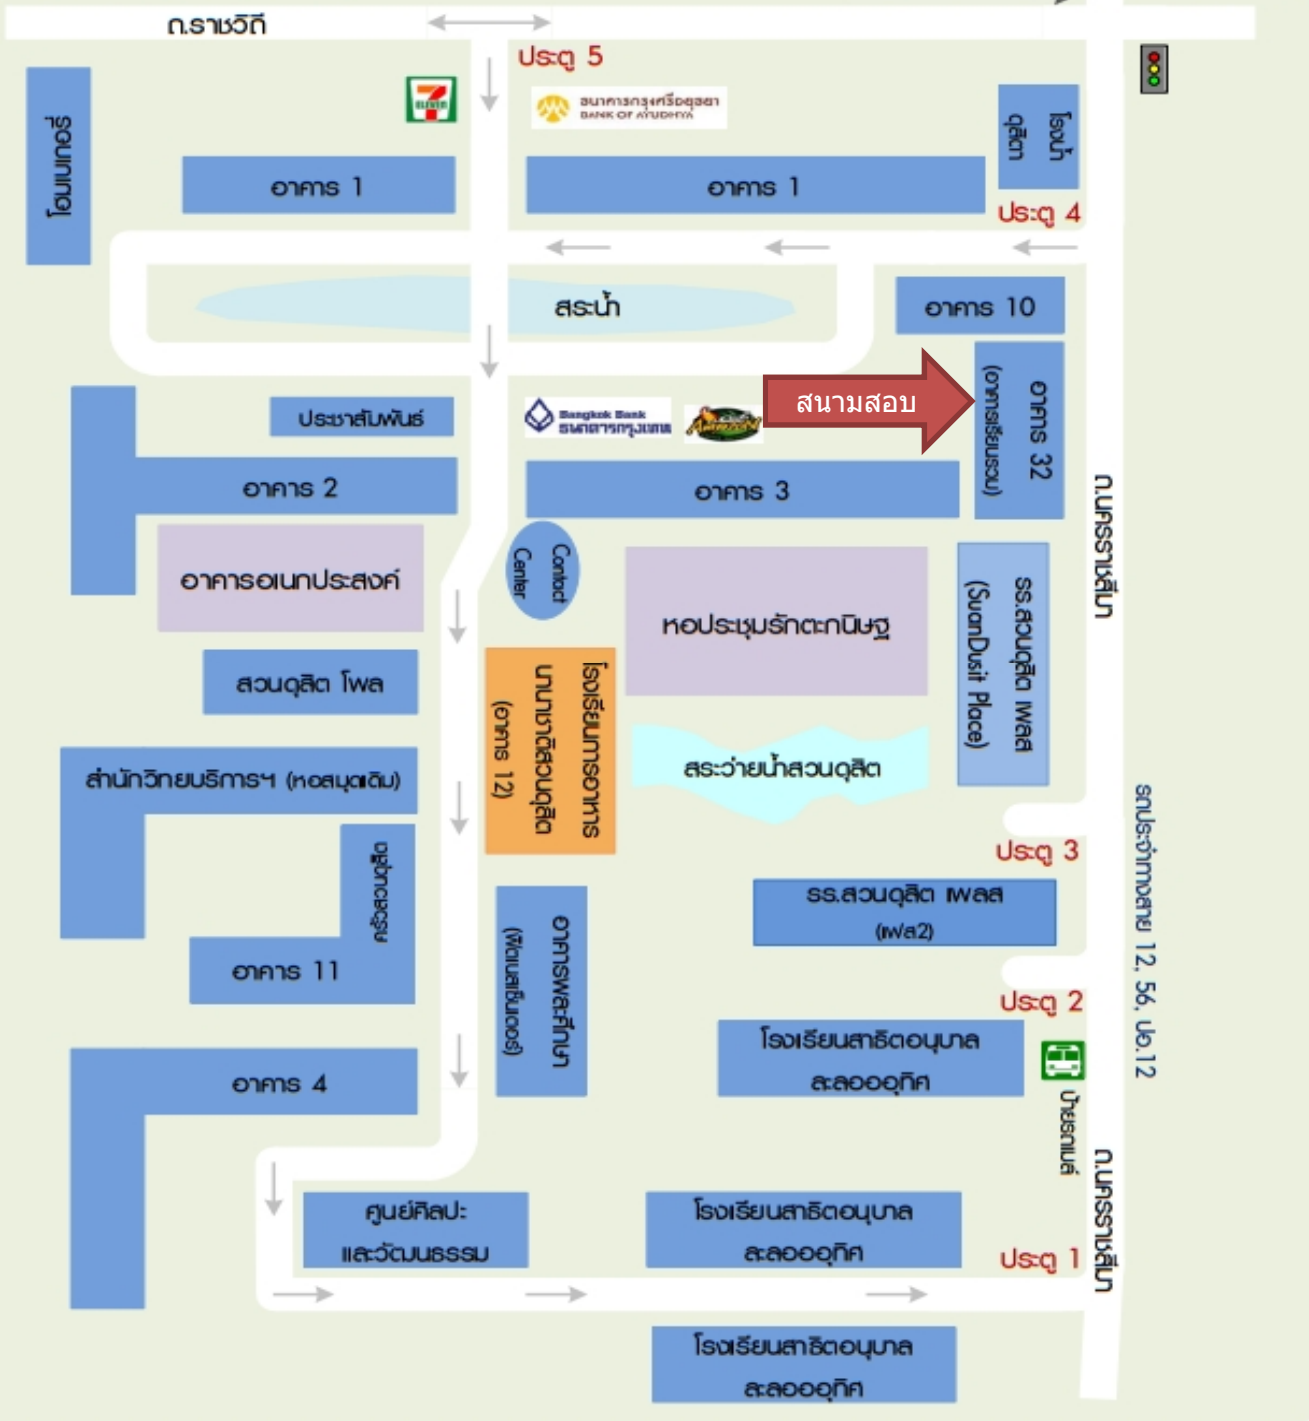 ถ.ราชวิถี
ประตู 5
ELEVEN
ธนาคารกรุงศรีอยุธยา
BANK OF AYUDHYA
โฮมเบเกอรี่
โรงน้ำ
ดุสิตา
อาคาร 1
อาคาร 1
ประตู 4
สระน้ำ
อาคาร 10
ประชาสัมพันธ์
Bangkok Bank
ธนาคารกรุงเทพ
สนามสอบ
อาคาร 32
(อาคารเรียนรวม)
อาคาร 2
อาคาร 3
ถ.นครราชสีมา
อาคารอเนกประสงค์
Contact
Center
หอประชุมรักตะกนิษฐ
รร.สวนดุสิต เพลส
(SuanDusit Place)
สวนดุสิต โพล
โรงเรียนการอาหาร
นานาชาติสวนดุสิต
(อาคาร 12)
สระว่ายน้ำสวนดุสิต
สำนักวิทยบริการฯ (หอสมุดเดิม)
ประตู 3
รถประจำทางสาย 12, 56, ปอ.12
ครัวสวนดุสิต
รร.สวนดุสิต เพลส
(เฟส2)
อาคาร 11
อาคารพละศึกษา
(ฟิตเนสเซ็นเตอร์)
ประตู 2
โรงเรียนสาธิตอนุบาล
ละอออุทิศ
ป้ายรถเมล์
อาคาร 4
ถ.นครราชสีมา
ศูนย์ศิลปะ
และวัฒนธรรม
โรงเรียนสาธิตอนุบาล
ละอออุทิศ
ประตู 1
โรงเรียนสาธิตอนุบาล
ละอออุทิศ